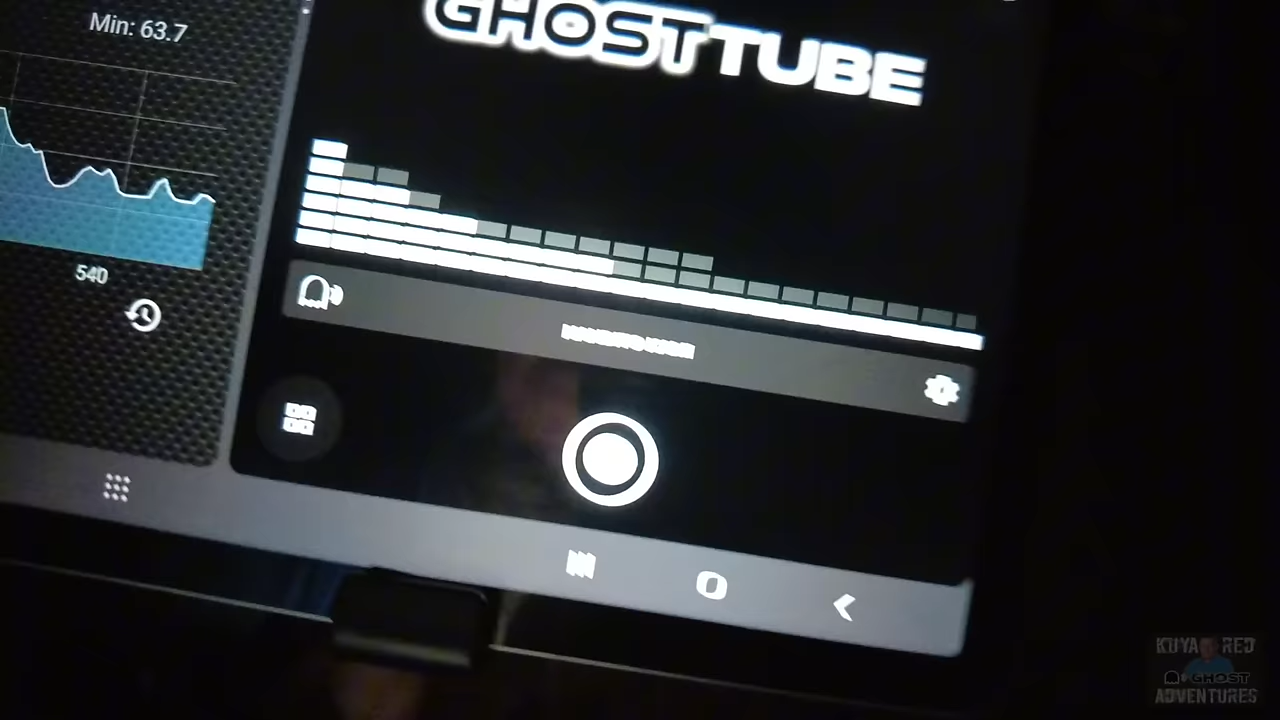 Min: 63.7
GHOSTTUBE
540
KUYA RED
GHOST
ADVENTURES